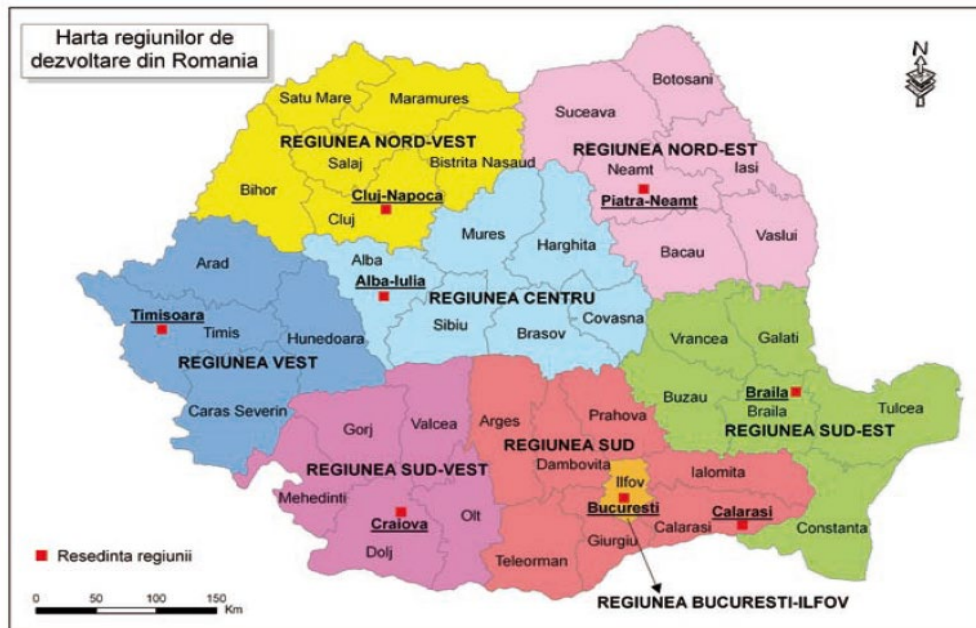 Harta regiunilor de
dezvoltare din Romania
N
Satu Mare
Maramures
Botosani
Suceava
REGIUNEA NORD-VEST
REGIUNEA NORD-EST
Salaj
Bistrita Nasaud
Neamt
Iasi
Bihor
Cluj-Napoca
Piatra-Neamt
Cluj
Mures
Harghita
Bacau
Vaslui
Arad
Alba
Alba-Iulia
REGIUNEA CENTRU
Timisoara
Timis
Hunedoara
Sibiu
Brasov
Covasna
Vrancea
Galati
REGIUNEA VEST
Caras Severin
Buzau
Braila
Braila
Tulcea
Gorj
Valcea
Arges
Prahova
REGIUNEA SUD-EST
REGIUNEA SUD
REGIUNEA SUD-VEST
Dambovita
Ilfov
Ialomita
Mehedinti
Craiova
Olt
Bucuresti
Calarasi
Calarasi
Constanta
Giurgiu
Dolj
Teleorman
Resedinta regiunii
REGIUNEA BUCURESTI-ILFOV
0 50 100 150
Km